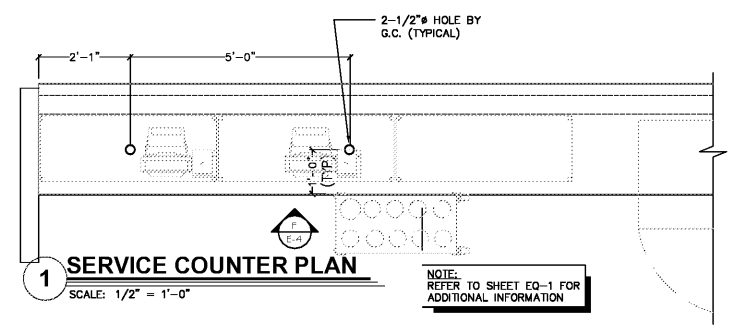 2-1/2"ø HOLE BY
G.C. (TYPICAL)
2'-1"
5'-0"
1'-0"
(TYP.)
F
E-4
1
SERVICE COUNTER PLAN
SCALE: 1/2" = 1'-0"
NOTE:
REFER TO SHEET EQ-1 FOR
ADDITIONAL INFORMATION